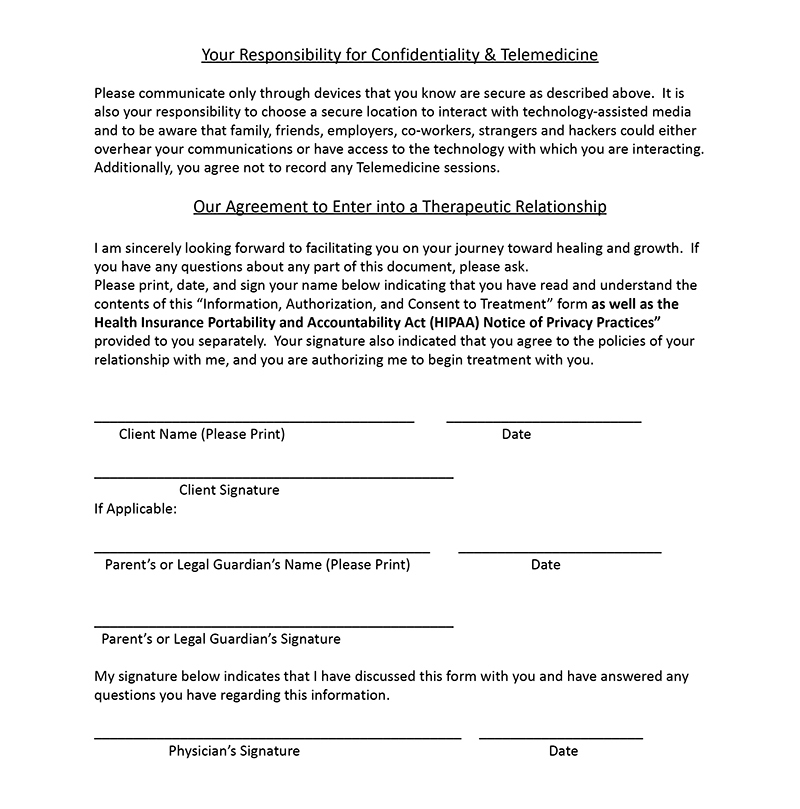 Your Responsibility for Confidentiality & Telemedicine
Please communicate only through devices that you know are secure as described above.  It is
also your responsibility to choose a secure location to interact with technology-assisted media
and to be aware that family, friends, employers, co-workers, strangers and hackers could either
overhear your communications or have access to the technology with which you are interacting.
Additionally, you agree not to record any Telemedicine sessions.
Our Agreement to Enter into a Therapeutic Relationship
I am sincerely looking forward to facilitating you on your journey toward healing and growth.  If
you have any questions about any part of this document, please ask.
Please print, date, and sign your name below indicating that you have read and understand the
contents of this “Information, Authorization, and Consent to Treatment” form as well as the
Health Insurance Portability and Accountability Act (HIPAA) Notice of Privacy Practices”
provided to you separately.  Your signature also indicated that you agree to the policies of your
relationship with me, and you are authorizing me to begin treatment with you.
Client Name (Please Print) Date
Client Signature
If Applicable:
Parent’s or Legal Guardian’s Name (Please Print) Date
Parent’s or Legal Guardian’s Signature
My signature below indicates that I have discussed this form with you and have answered any
questions you have regarding this information.
Physician’s Signature Date